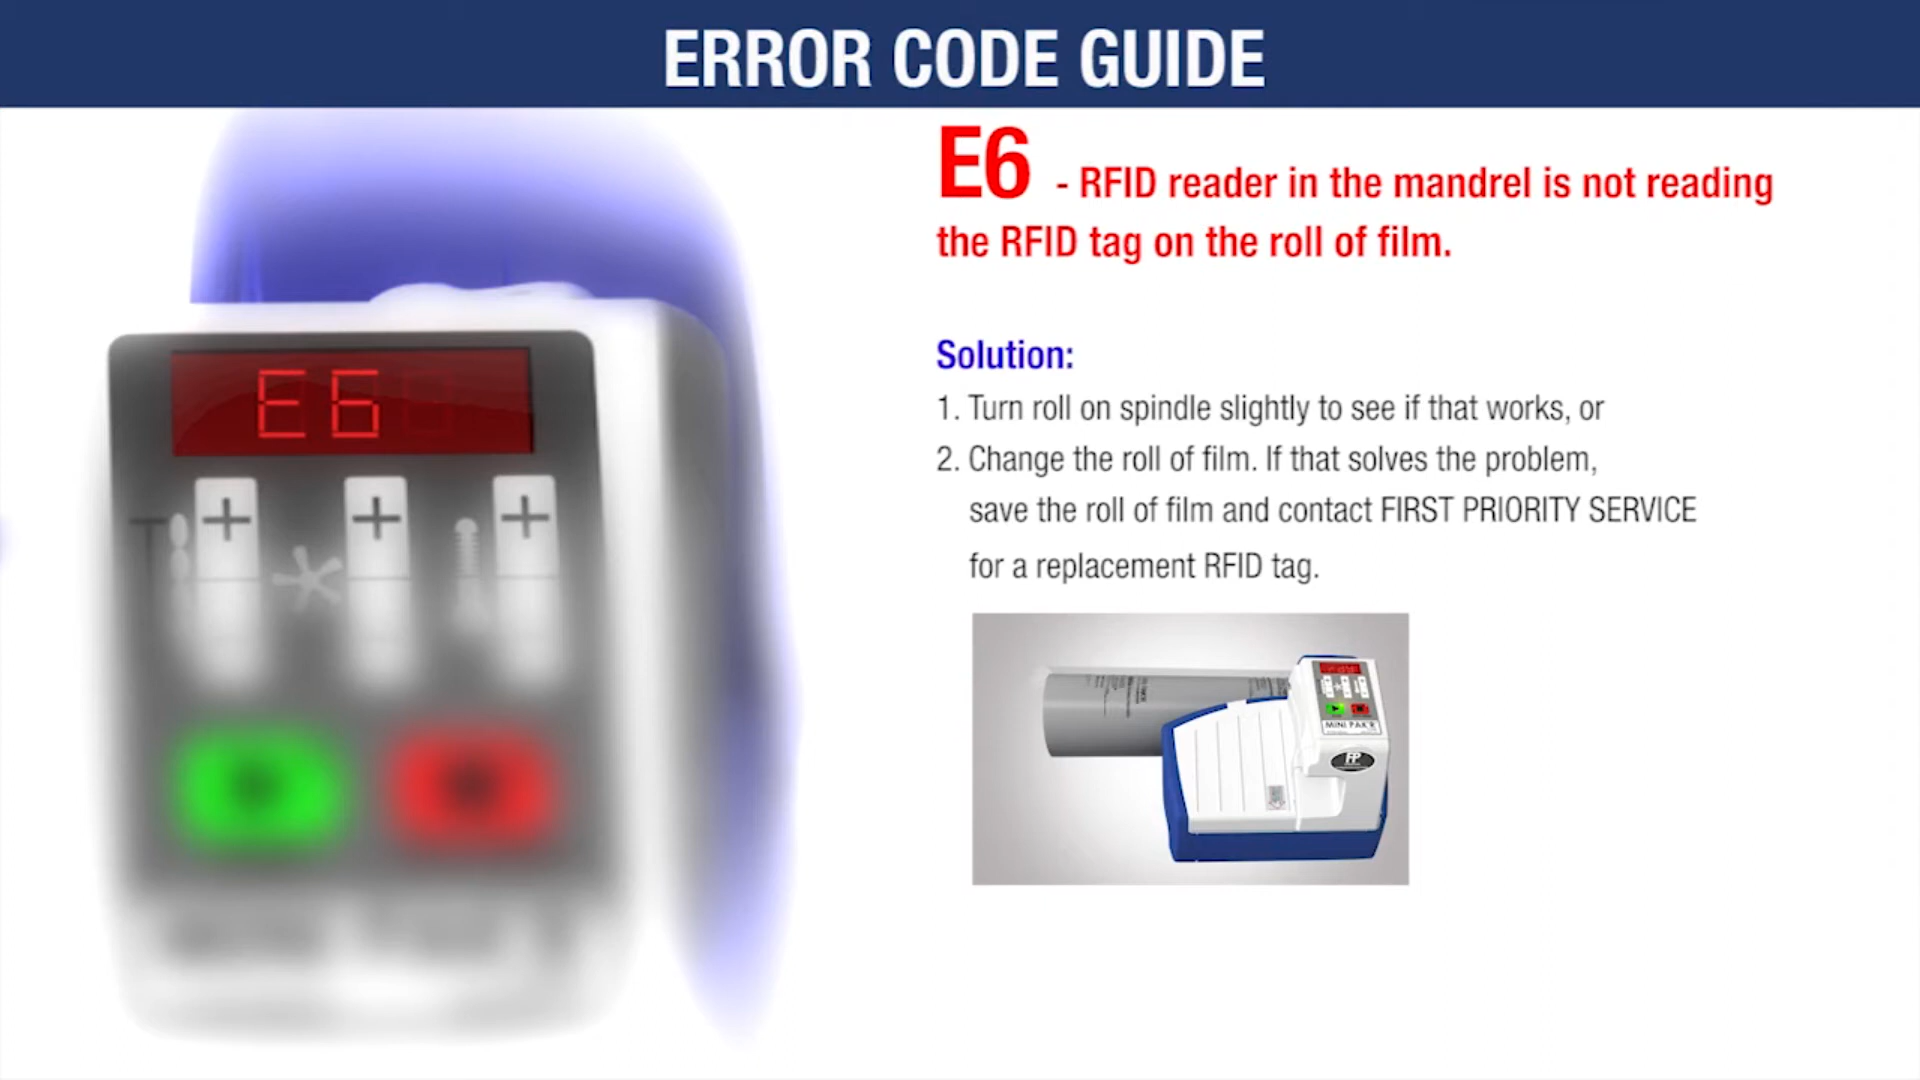 ERROR CODE GUIDE
E6 - RFID reader in the mandrel is not reading
the RFID tag on the roll of film.
Solution:
1. Turn roll on spindle slightly to see if that works, or
2. Change the roll of film. If that solves the problem,
save the roll of film and contact FIRST PRIORITY SERVICE
for a replacement RFID tag.
E6
+ + +
MINI PAK'R
FP